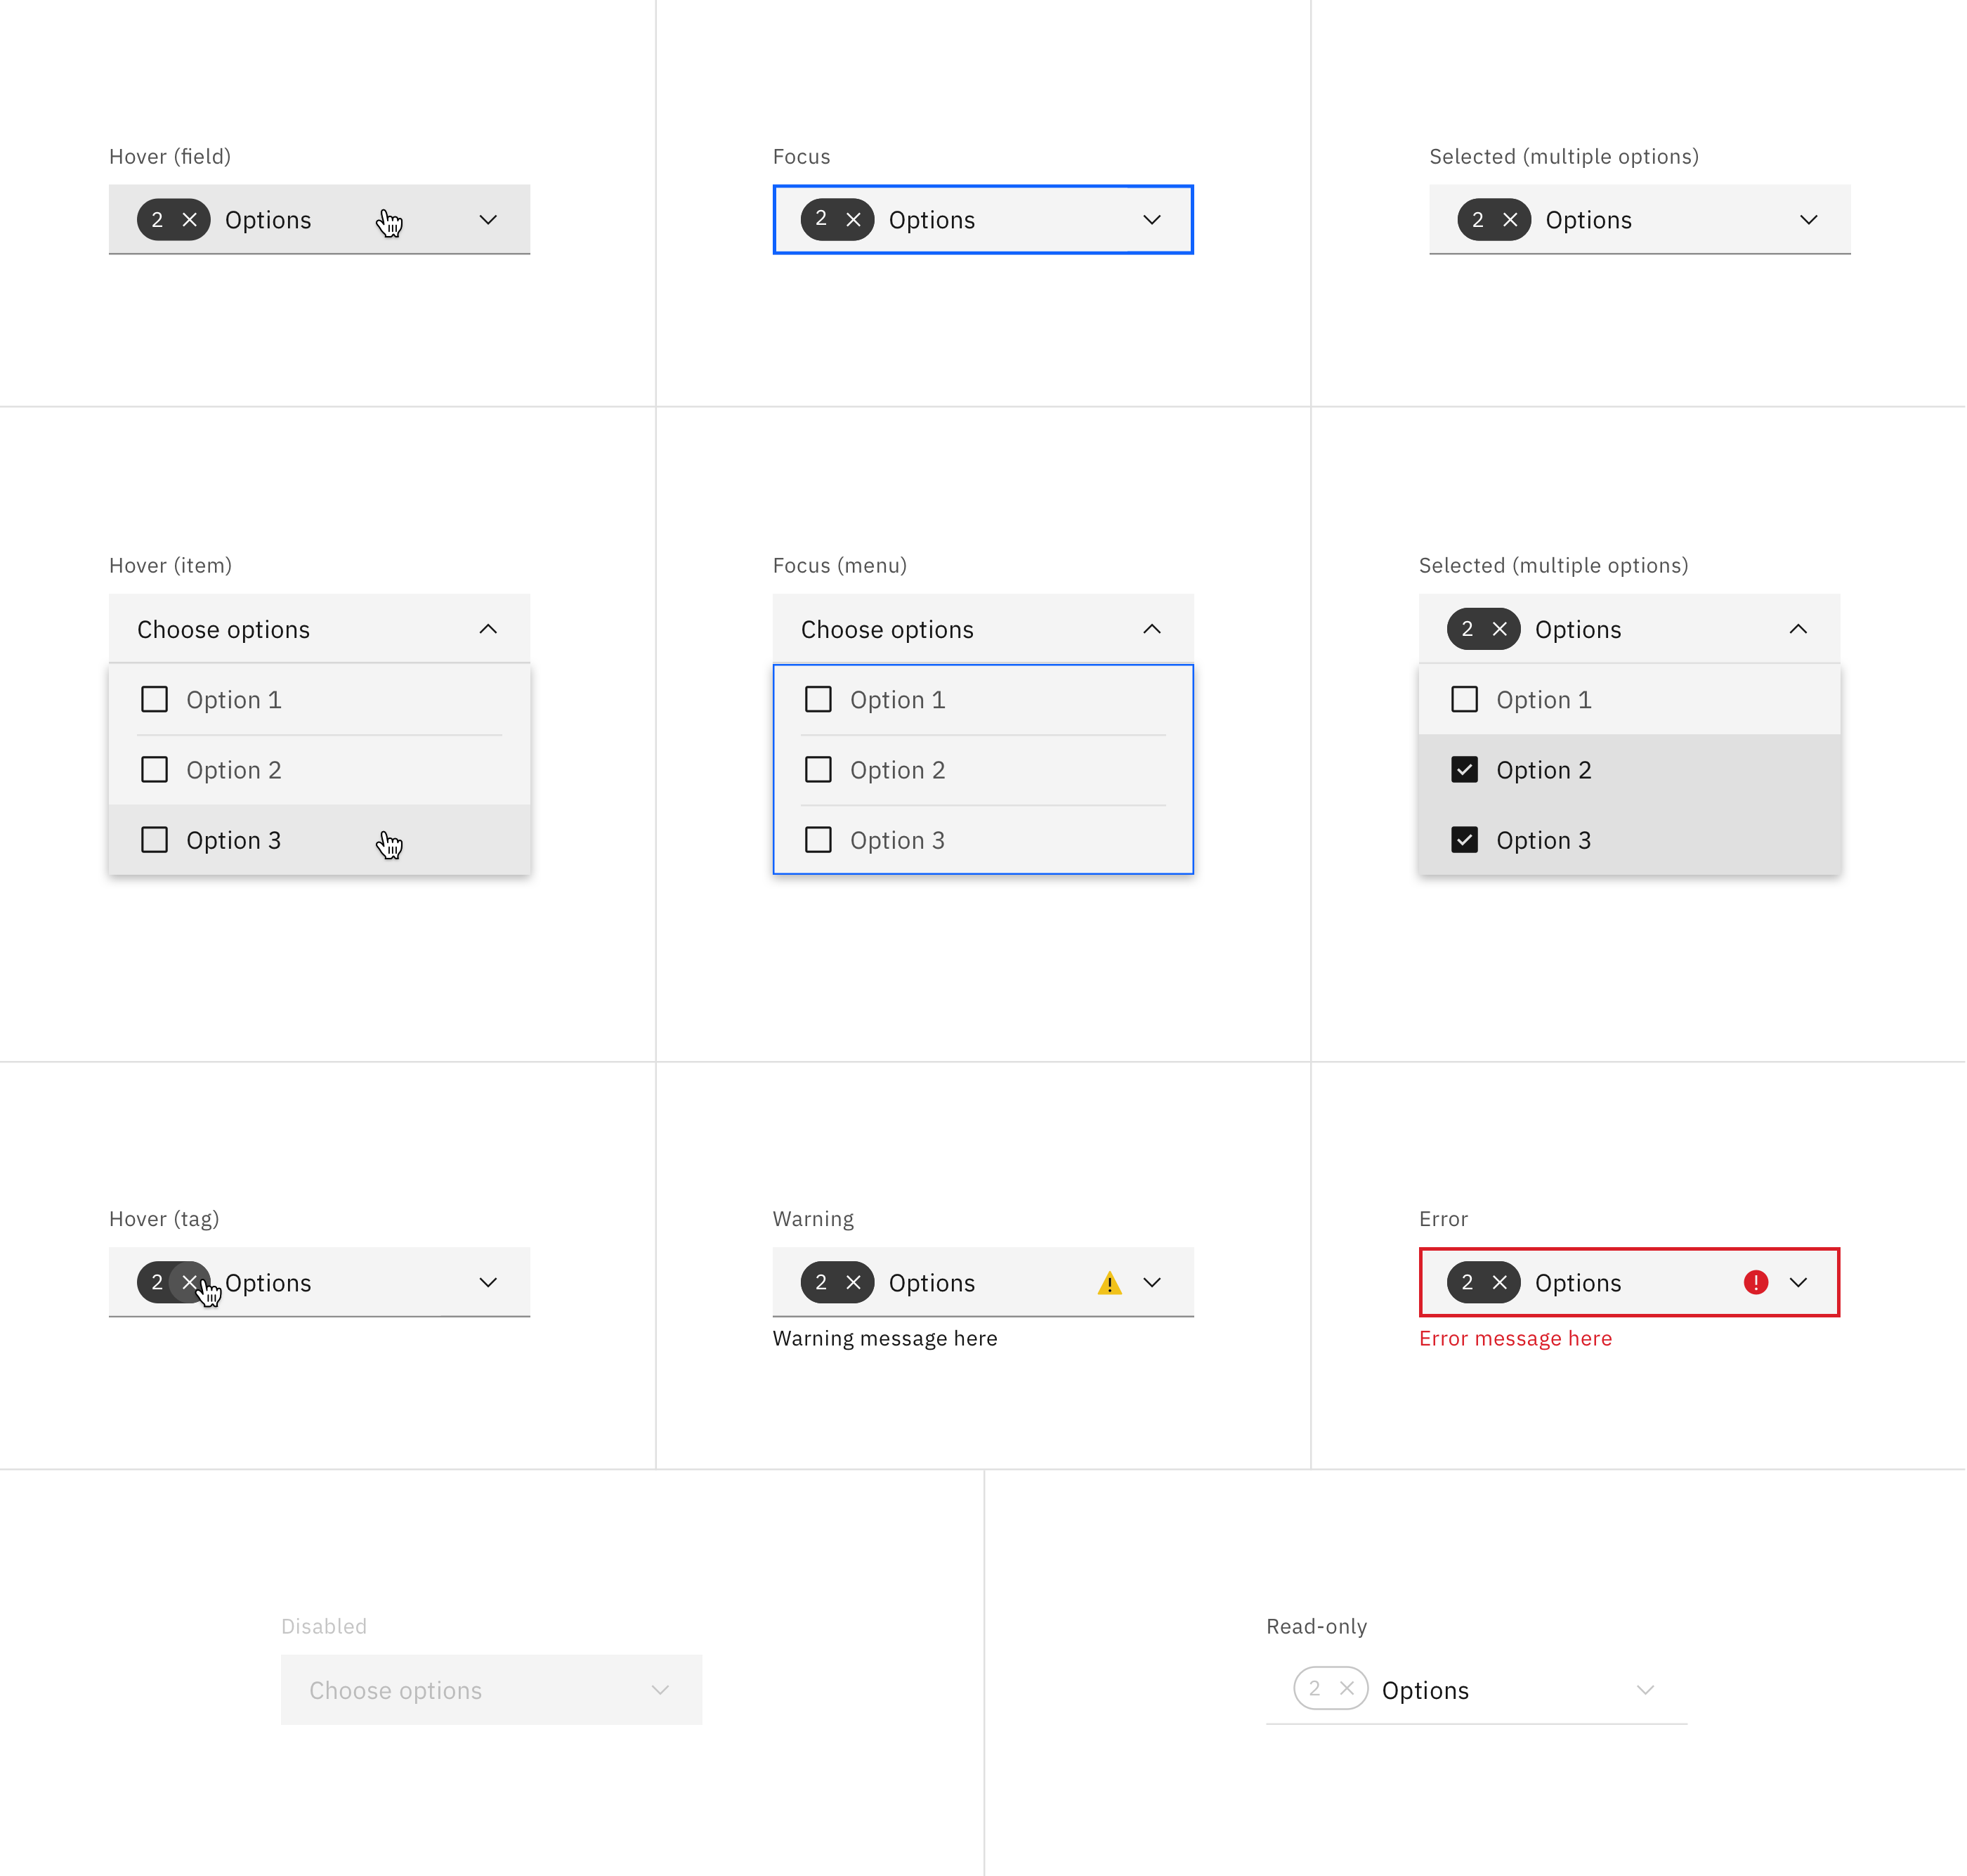 Hover (field)
2 Options
Focus
2 Options
Selected (multiple options)
2 Options
Hover (item)
Choose options
Option 1
Option 2
Option 3
Focus (menu)
Choose options
Option 1
Option 2
Option 3
Selected (multiple options)
2 Options
Option 1
Option 2
Option 3
Hover (tag)
2 Options
Warning
2 Options
Warning message here
Error
2 Options
Error message here
Disabled
Choose options
Read-only
2 Options